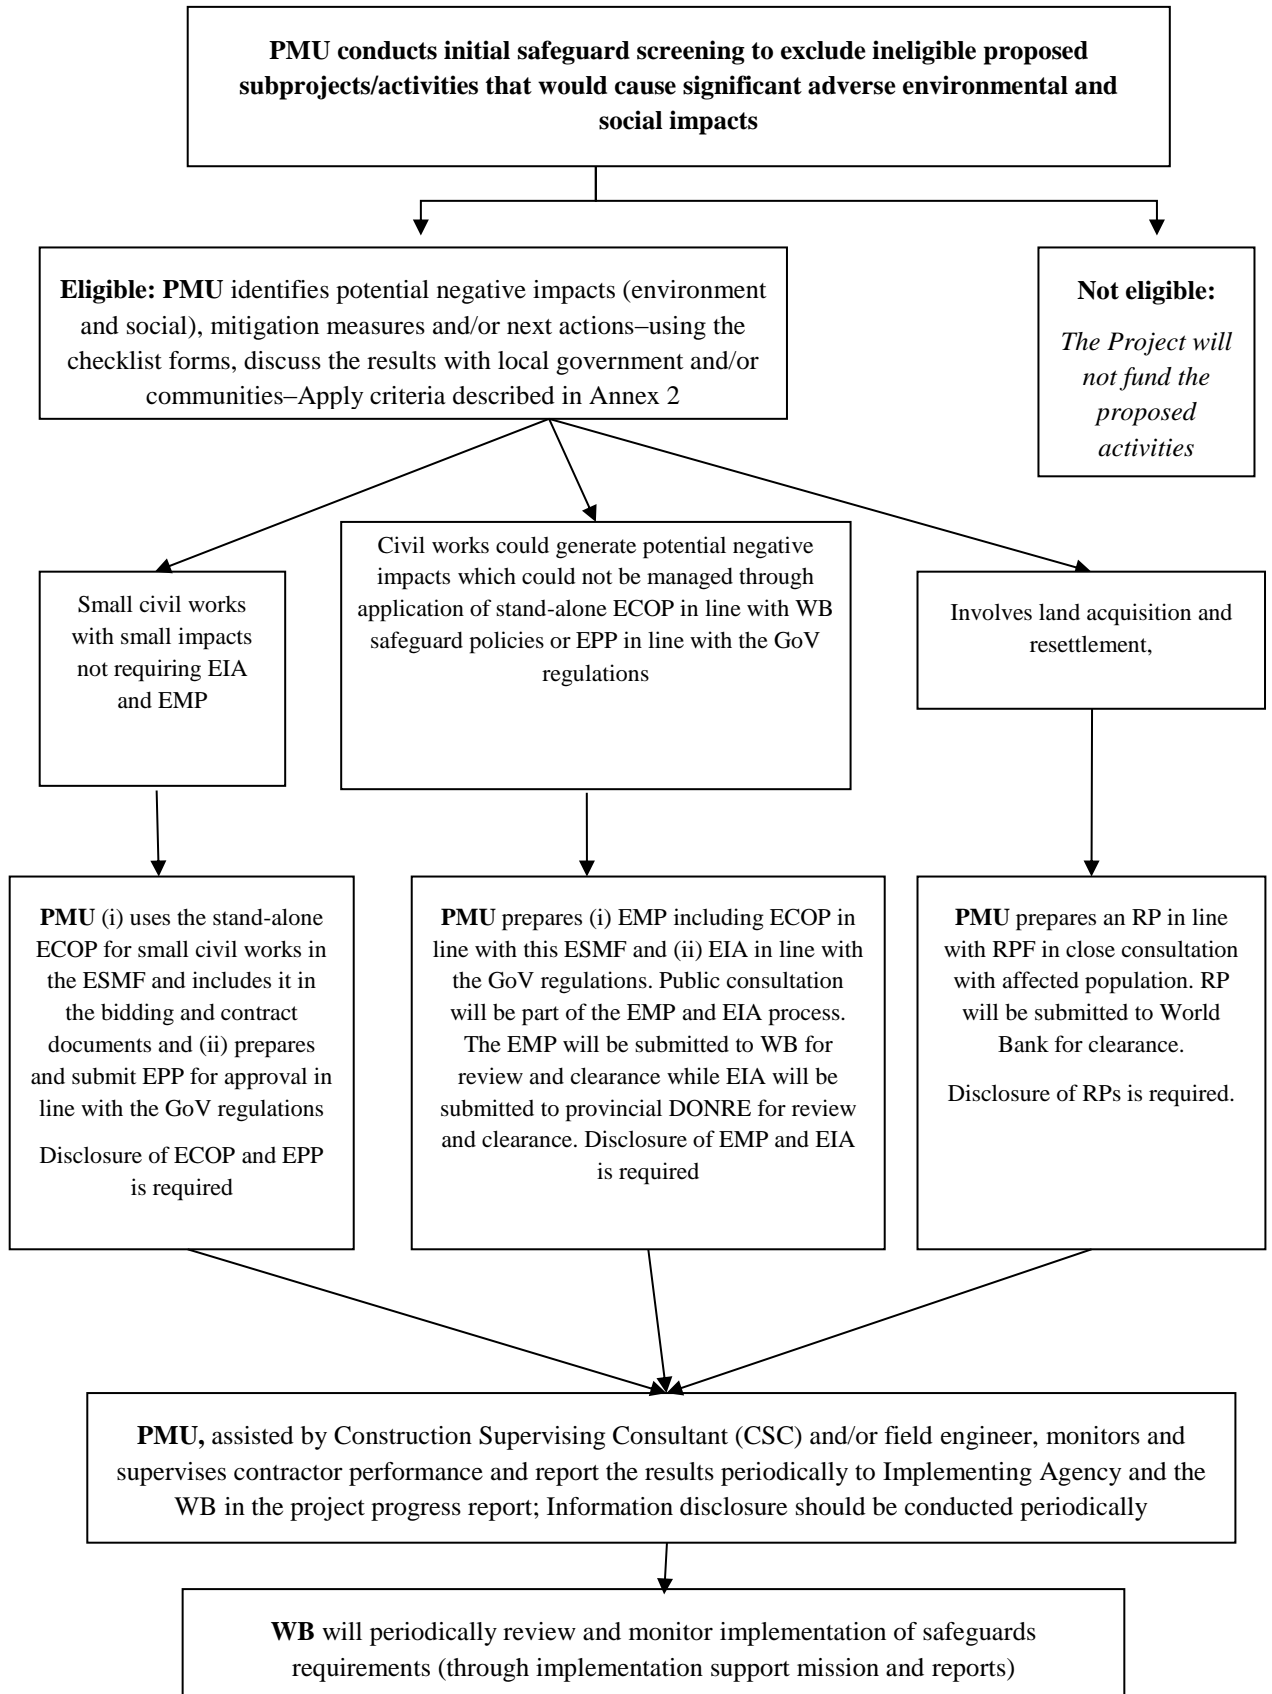 PMU conducts initial safeguard screening to exclude ineligible proposed
subprojects/activities that would cause significant adverse environmental and
social impacts
Eligible: PMU identifies potential negative impacts (environment
and social), mitigation measures and/or next actions–using the
checklist forms, discuss the results with local government and/or
communities–Apply criteria described in Annex 2
Not eligible:
The Project will
not fund the
proposed
activities
Small civil works
with small impacts
not requiring EIA
and EMP
Civil works could generate potential negative
impacts which could not be managed through
application of stand-alone ECOP in line with WB
safeguard policies or EPP in line with the GoV
regulations
Involves land acquisition and
resettlement,
PMU (i) uses the stand-alone
ECOP for small civil works in
the ESMF and includes it in
the bidding and contract
documents and (ii) prepares
and submit EPP for approval in
line with the GoV regulations
Disclosure of ECOP and EPP
is required
PMU prepares (i) EMP including ECOP in
line with this ESMF and (ii) EIA in line with
the GoV regulations. Public consultation
will be part of the EMP and EIA process.
The EMP will be submitted to WB for
review and clearance while EIA will be
submitted to provincial DONRE for review
and clearance. Disclosure of EMP and EIA
is required
PMU prepares an RP in line
with RPF in close consultation
with affected population. RP
will be submitted to World
Bank for clearance.
Disclosure of RPs is required.
PMU, assisted by Construction Supervising Consultant (CSC) and/or field engineer, monitors and
supervises contractor performance and report the results periodically to Implementing Agency and the
WB in the project progress report; Information disclosure should be conducted periodically
WB will periodically review and monitor implementation of safeguards
requirements (through implementation support mission and reports)